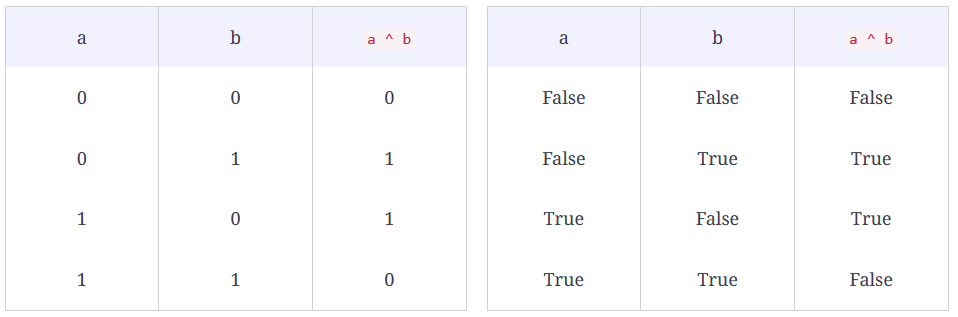 a b a ^ b a b a ^ b
0 0 0 False False False
0 1 1 False True True
1 0 1 True False True
1 1 0 True True False